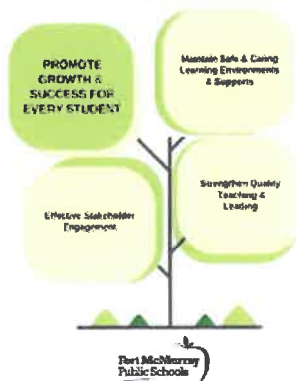 PROMOTE
GROWTH &
SUCCESS FOR
EVERY STUDENT
Maintain Safe & Caring
Learning Environments
& Supports
Effective Stakeholder
Engagement
Strengthen Quality
Teaching &
Leading
Fort McMurray
Public Schools